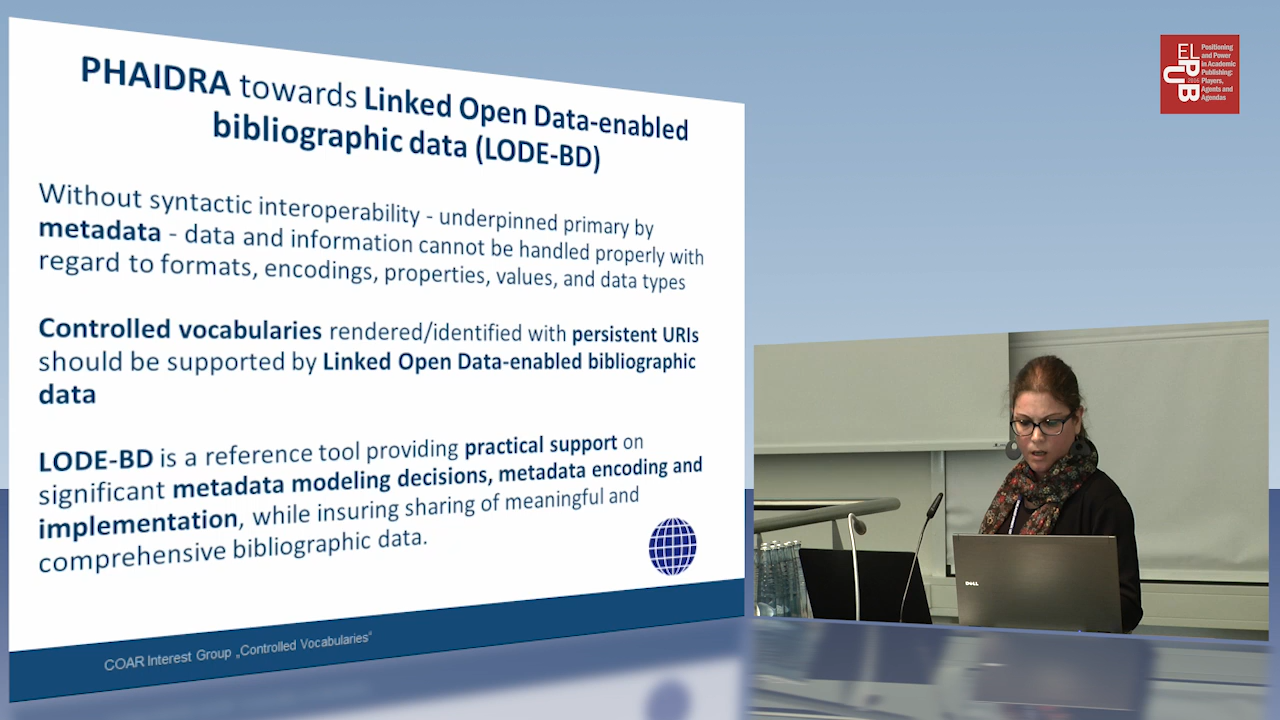 PHAIDRA towards Linked Open Data-enabled
bibliographic data (LODE-BD)
Without syntactic interoperability - underpinned primary by
metadata - data and information cannot be handled properly with
regard to formats, encodings, properties, values, and data types
Controlled vocabularies rendered/identified with persistent URIs
should be supported by Linked Open Data-enabled bibliographic
data
LODE-BD is a reference tool providing practical support on
significant metadata modeling decisions, metadata encoding and
implementation, while insuring sharing of meaningful and
comprehensive bibliographic data.
COAR Interest Group „Controlled Vocabularies“
ELPUB
2016
Positioning
and Power
in Academic
Publishing:
Players,
Agents and
Agendas
DELL